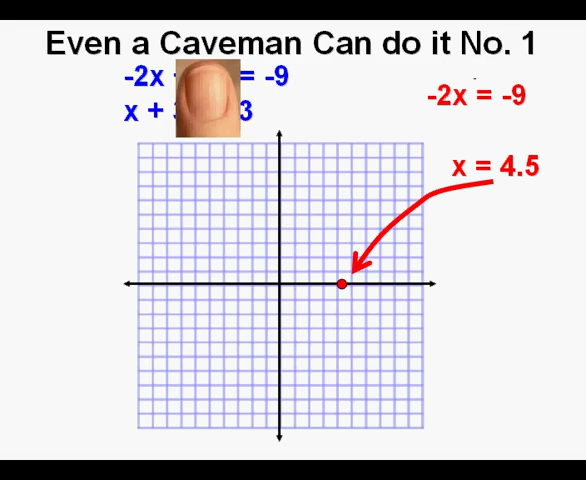 Even a Caveman Can do it No. 1
-2x = -9
x + 3
-2x = -9
x = 4.5